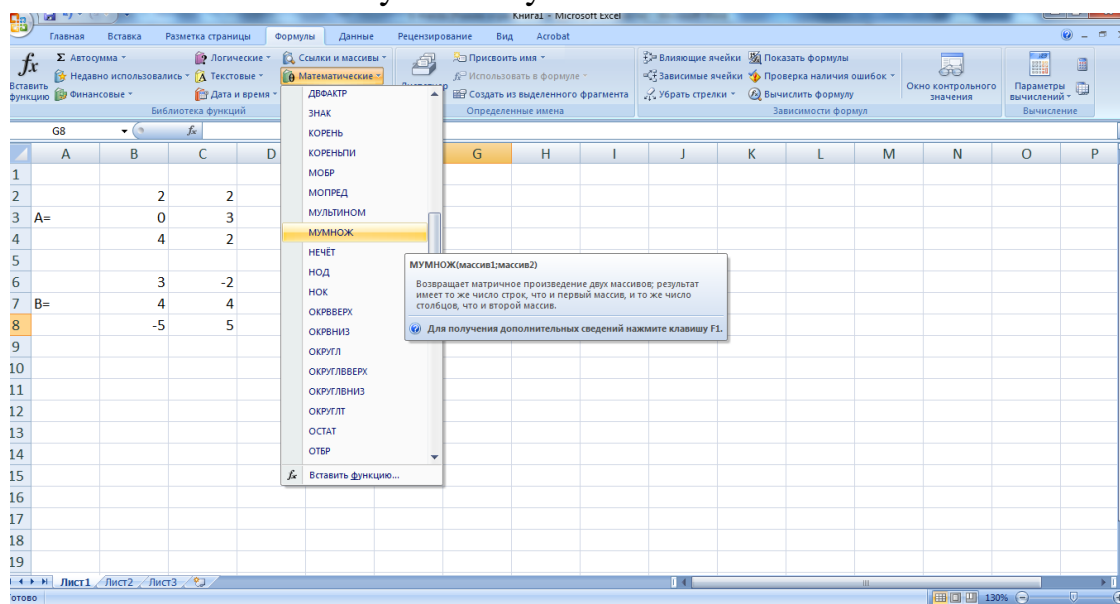 Книга1 - Microsoft Excel
Главная Вставка Разметка страницы Формулы Данные Рецензирование Вид Acrobat
Вставить функцию
Σ Автосумма
Недавно использовались
Финансовые
Логические
Текстовые
Дата и время
Ссылки и массивы
Математические
Присвоить имя
Использовать в формуле
Создать из выделенного фрагмента
Влияющие ячейки
Зависимые ячейки
Убрать стрелки
Показать формулы
Проверка наличия ошибок
Вычислить формулу
Окно контрольного значения
Параметры вычислений
Библиотека функций
Определенные имена
Зависимости формул
Вычисление
G8 fx
A B C D G H I J K L M N O P
1
2 2 2
3 A= 0 3
4 4 2
5
6 3 -2
7 B= 4 4
8 -5 5
9
10
11
12
13
14
15
16
17
18
19
ДВФАКТР
ЗНАК
КОРЕНЬ
КОРЕНЬПИ
МОБР
МОПРЕД
МУЛЬТИНОМ
МУМНОЖ
НЕЧЁТ
НОД
НОК
ОКРВВЕРХ
ОКРВНИЗ
ОКРУГЛ
ОКРУГЛВВЕРХ
ОКРУГЛВНИЗ
ОКРУГЛТ
ОСТАТ
ОТБР
fx Вставить функцию...
МУМНОЖ(массив1;массив2)
Возвращает матричное произведение двух массивов; результат
имеет то же число строк, что и первый массив, и то же число
столбцов, что и второй массив.
Для получения дополнительных сведений нажмите клавишу F1.
Лист1 Лист2 Лист3
130%